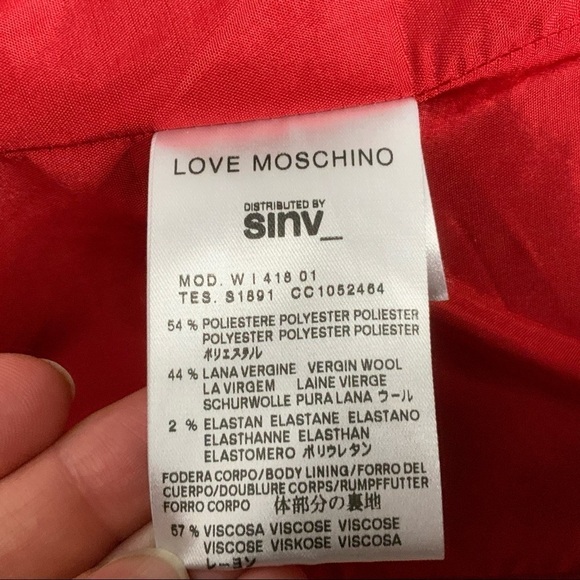 LOVE MOSCHINO
DISTRIBUTED BY
sinv_
MOD. W I 418 01
TES. S1891 CC1052464
54 % POLIESTERE POLYESTER POLIESTER
POLYESTER POLYESTER POLIESTER
ポリエステル
44 % LANA VERGINE VERGIN WOOL
LA VIRGEM LAINE VIERGE
SCHURWOLLE PURA LANA ウール
2 % ELASTAN ELASTANE ELASTANO
ELASTHANNE ELASTHAN
ELASTOMERO ポリウレタン
FODERA CORPO/BODY LINING/FORRO DEL
CUERPO/DOUBLURE CORPS/RUMPFFUTTER
FORRO CORPO 体部分の裏地
57 % VISCOSA VISCOSE VISCOSE
VISCOSE VISKOSE VISCOSA
レーヨン